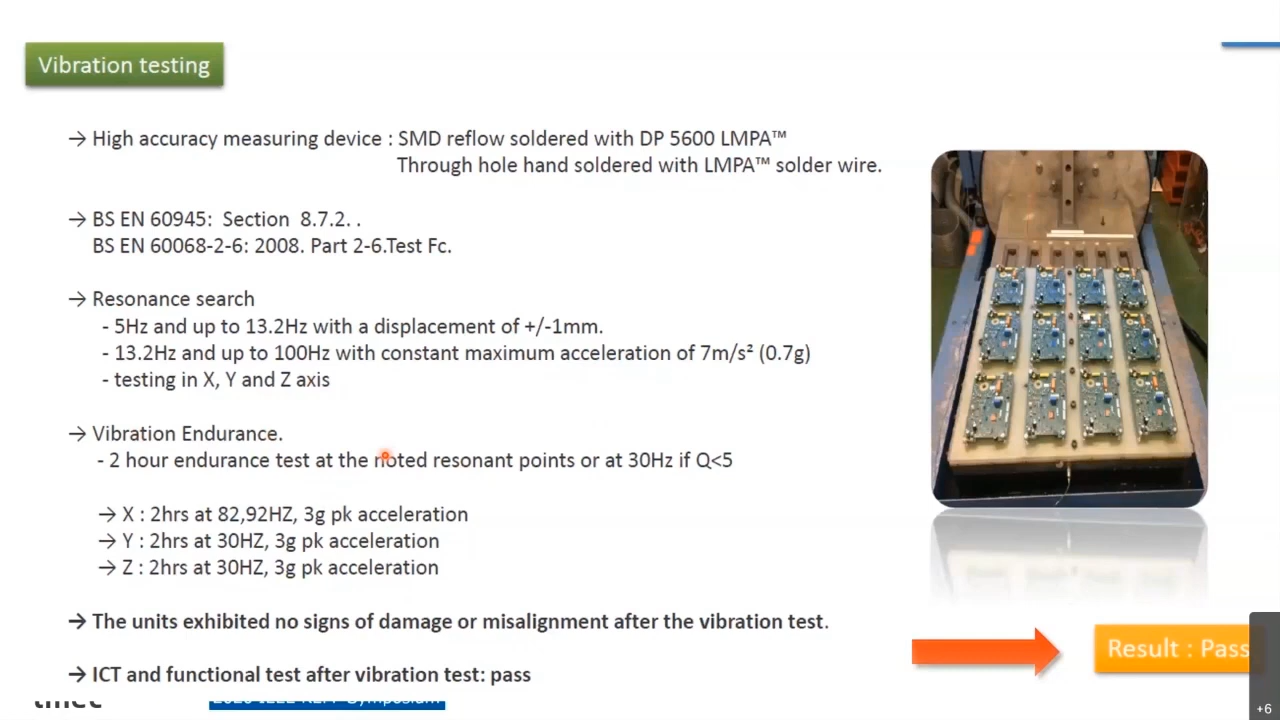 Vibration testing
→ High accuracy measuring device : SMD reflow soldered with DP 5600 LMPA™
Through hole hand soldered with LMPA™ solder wire.
→ BS EN 60945: Section 8.7.2. .
BS EN 60068-2-6: 2008. Part 2-6.Test Fc.
→ Resonance search
- 5Hz and up to 13.2Hz with a displacement of +/-1mm.
- 13.2Hz and up to 100Hz with constant maximum acceleration of 7m/s² (0.7g)
- testing in X, Y and Z axis
→ Vibration Endurance.
- 2 hour endurance test at the noted resonant points or at 30Hz if Q<5
→ X : 2hrs at 82,92HZ, 3g pk acceleration
→ Y : 2hrs at 30HZ, 3g pk acceleration
→ Z : 2hrs at 30HZ, 3g pk acceleration
→ The units exhibited no signs of damage or misalignment after the vibration test.
Result : Pass
→ ICT and functional test after vibration test: pass
+6